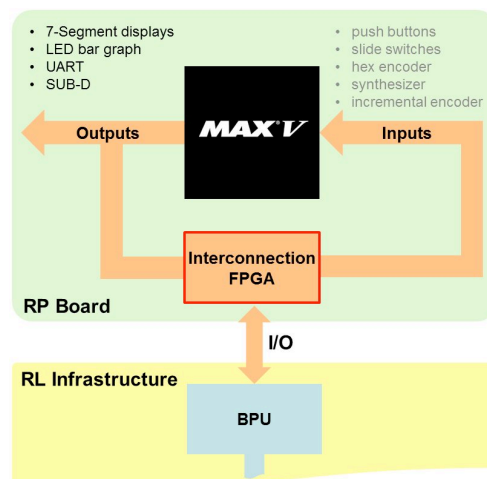 • 7-Segment displays
• LED bar graph
• UART
• SUB-D
• push buttons
• slide switches
• hex encoder
• synthesizer
• incremental encoder
Outputs
MAX® V
Inputs
Interconnection
FPGA
RP Board
I/O
RL Infrastructure
BPU